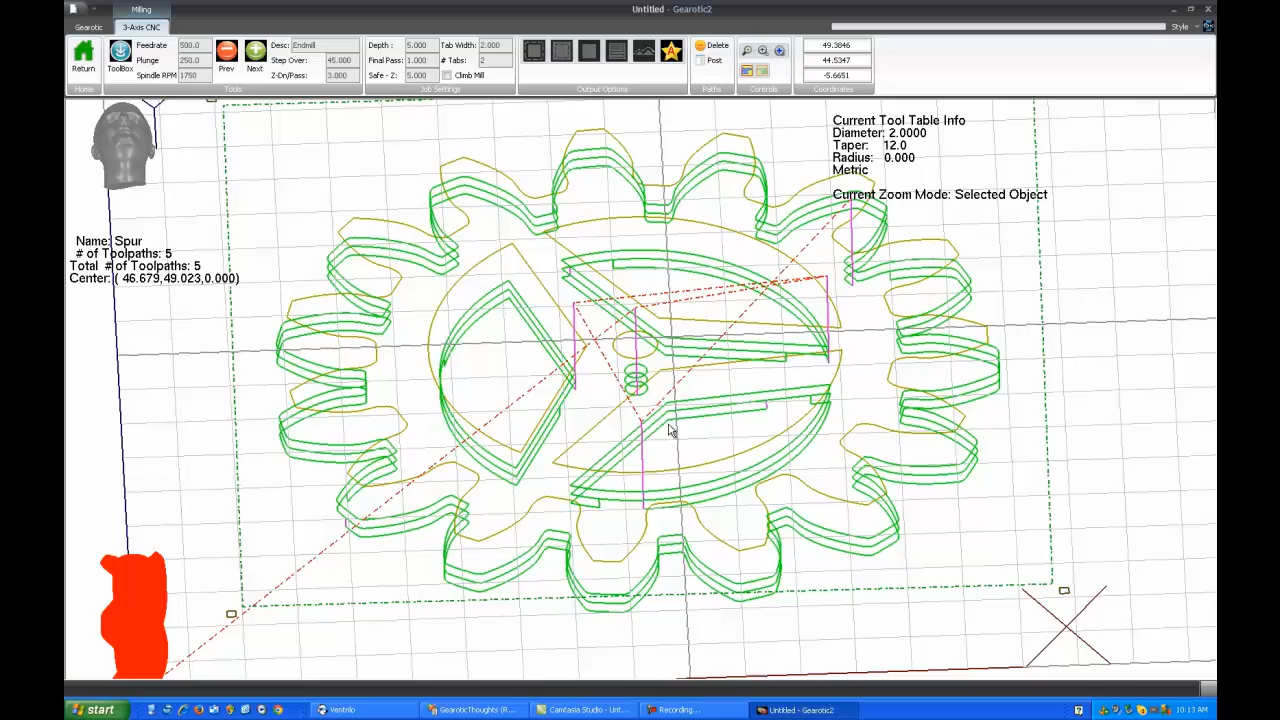 Milling
Untitled - Gearotic2
Gearotic
3-Axis CNC
Style
Return
ToolBox
Feedrate 500.0
Plunge 250.0
Spindle RPM 1750
Prev
Next
Desc: Endmill
Step Over: 45.000
Z-Dn/Pass: 3.000
Depth : 5.000
Final Pass: 1.000
Safe - Z: 5.000
Tab Width: 2.000
# Tabs: 2
Climb Mill
Delete
Post
49.3846
44.5347
-5.6651
Home
Tools
Job Settings
Output Options
Paths
Controls
Coordinates
Current Tool Table Info
Diameter: 2.0000
Taper: 12.0
Radius: 0.000
Metric
Current Zoom Mode: Selected Object
Name: Spur
# of Toolpaths: 5
Total # of Toolpaths: 5
Center: ( 46.679,49.023,0.000)
start
Ventrilo
GearoticThoughts (R...
Camtasia Studio - Unt...
Recording...
Untitled - Gearotic2
10:13 AM